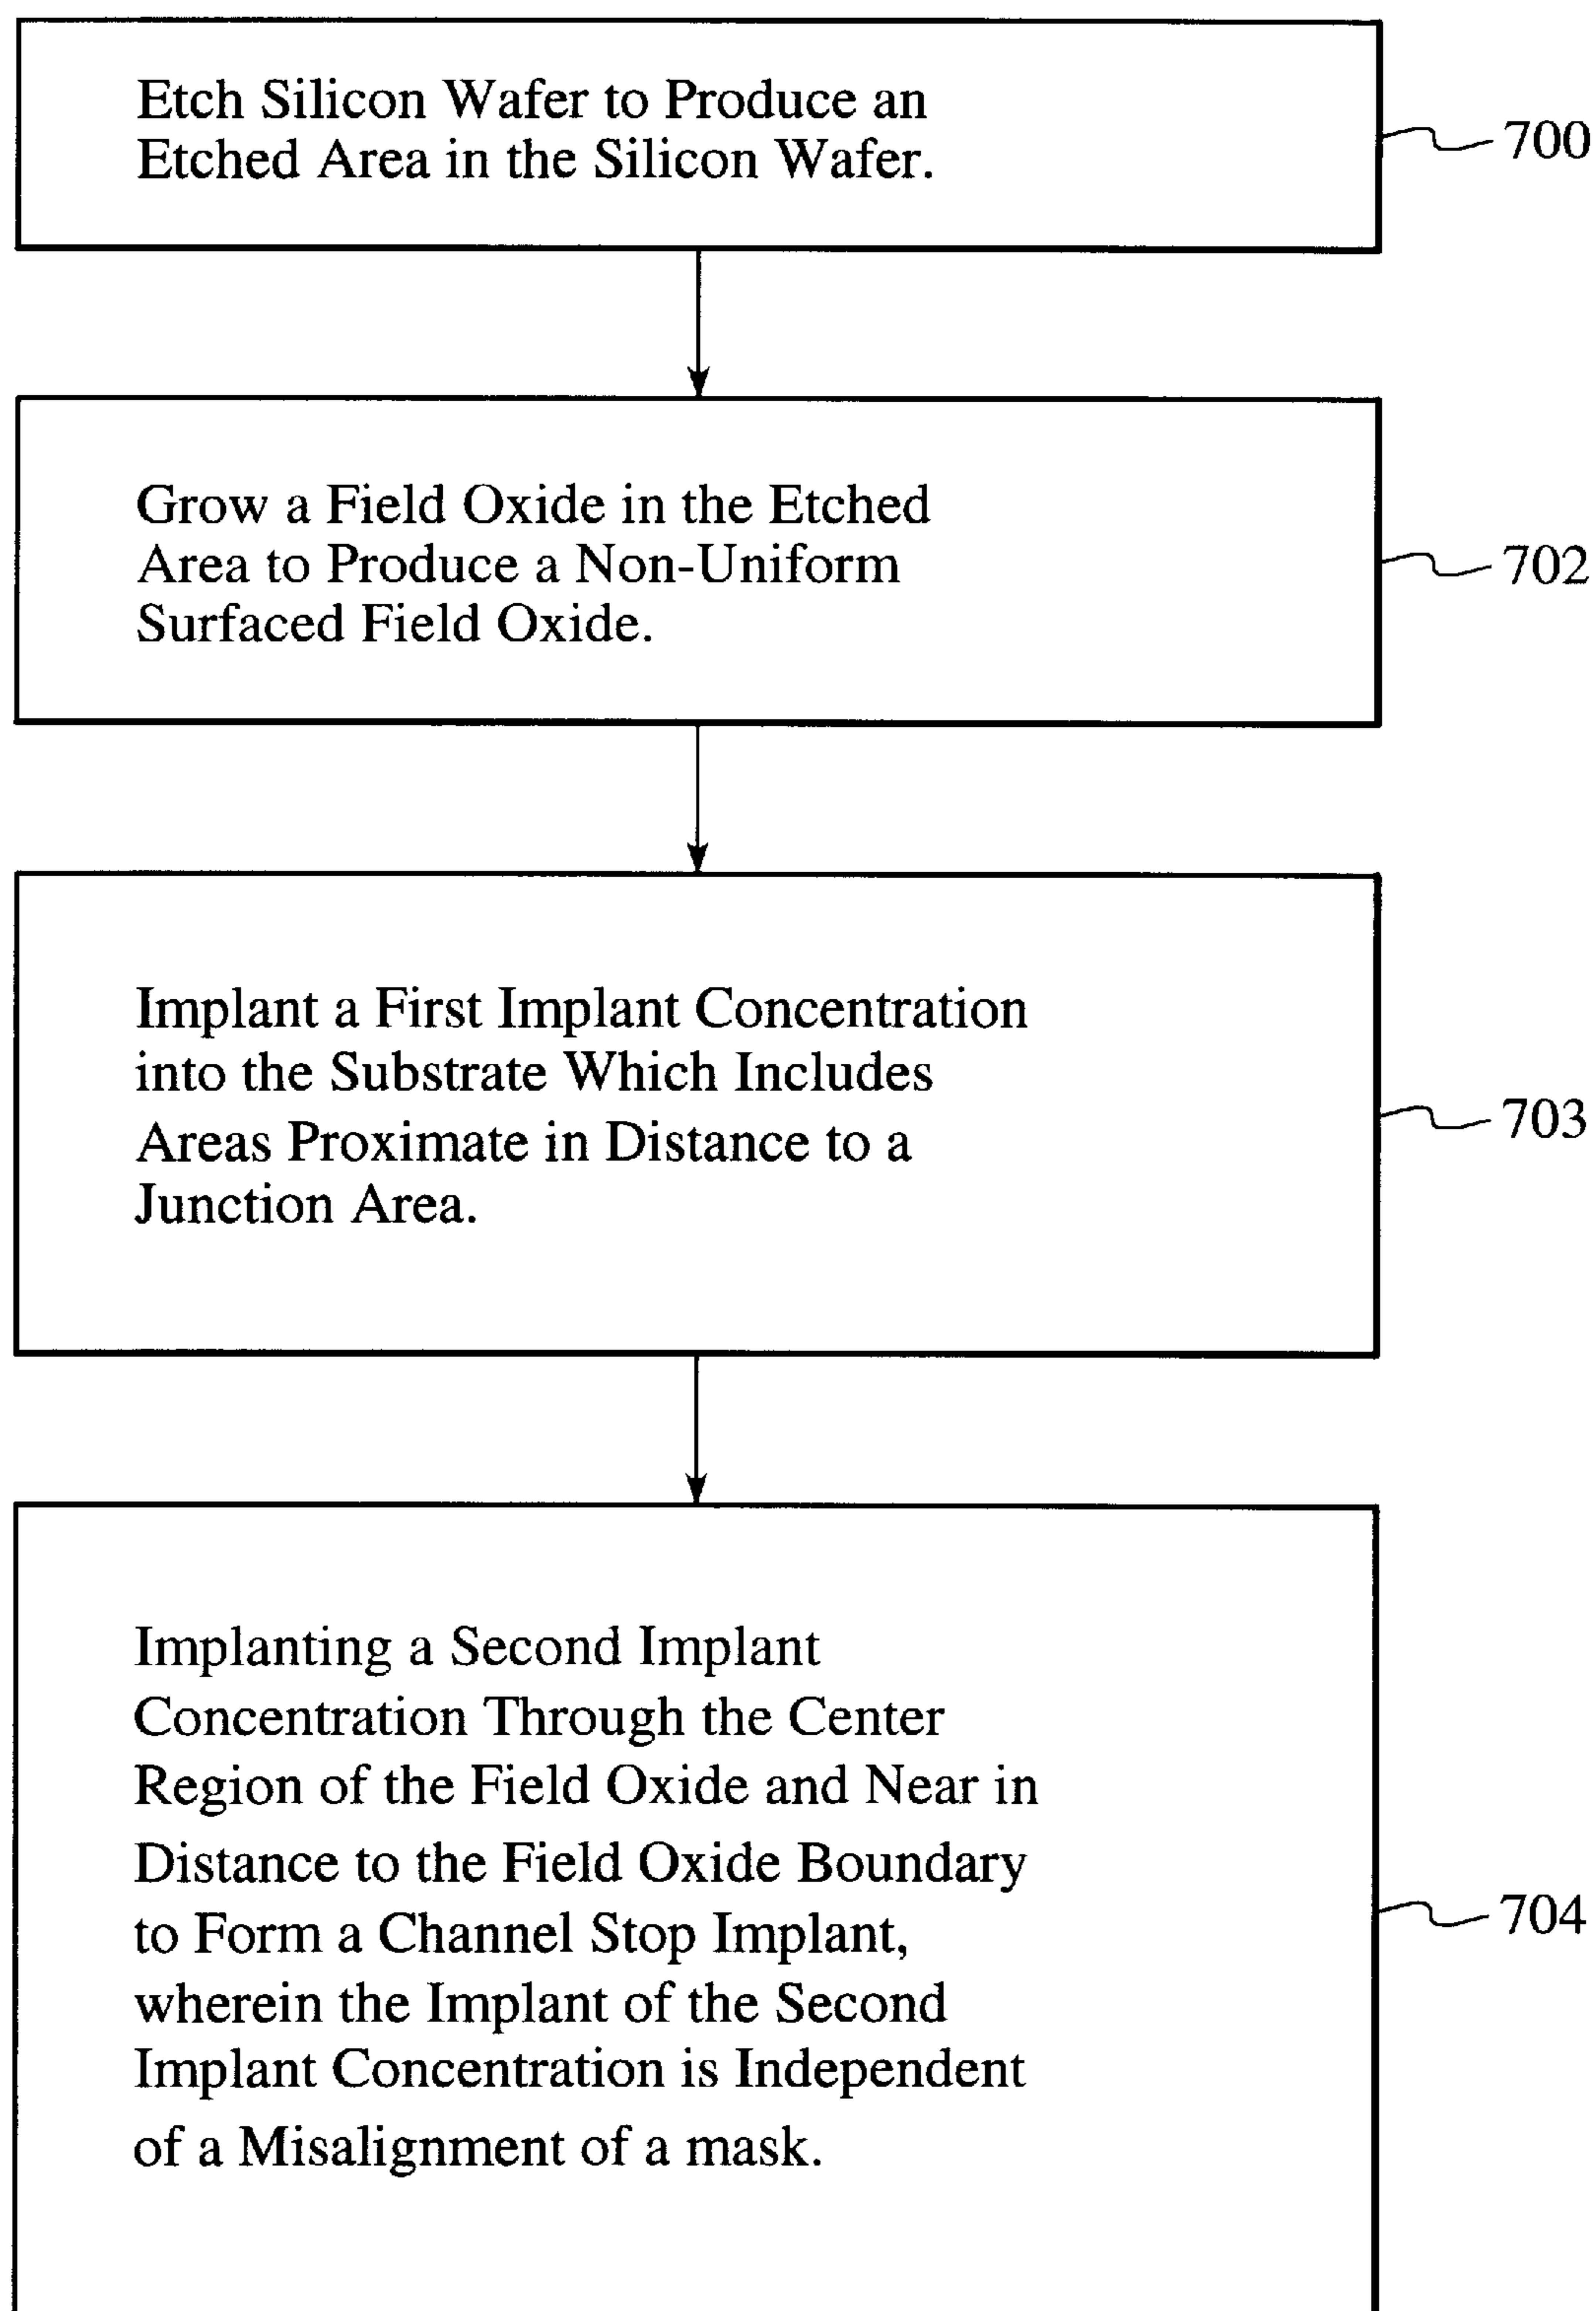 Etch Silicon Wafer to Produce an
Etched Area in the Silicon Wafer.
700
Grow a Field Oxide in the Etched
Area to Produce a Non-Uniform
Surfaced Field Oxide.
702
Implant a First Implant Concentration
into the Substrate Which Includes
Areas Proximate in Distance to a
Junction Area.
703
Implanting a Second Implant
Concentration Through the Center
Region of the Field Oxide and Near in
Distance to the Field Oxide Boundary
to Form a Channel Stop Implant,
wherein the Implant of the Second
Implant Concentration is Independent
of a Misalignment of a mask.
704